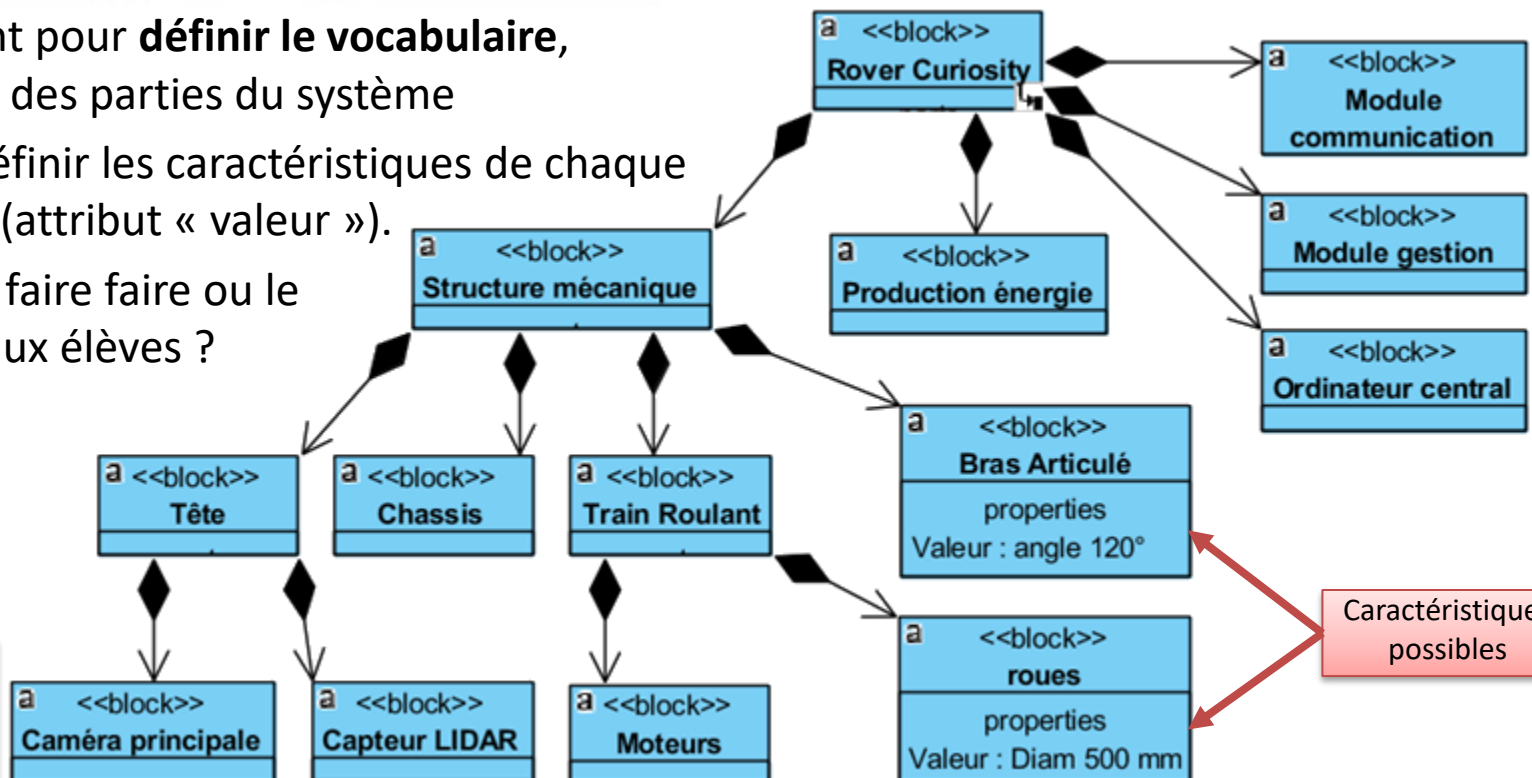 nt pour définir le vocabulaire,
des parties du système
éfinir les caractéristiques de chaque
(attribut « valeur »).
faire faire ou le
ux élèves ?
a <<block>>
Rover Curiosity
a <<block>>
Module
communication
a <<block>>
Structure mécanique
a <<block>>
Production énergie
a <<block>>
Module gestion
a <<block>>
Ordinateur central
a <<block>>
Tête
a <<block>>
Chassis
a <<block>>
Train Roulant
a <<block>>
Bras Articulé
properties
Valeur : angle 120°
a <<block>>
Caméra principale
a <<block>>
Capteur LIDAR
a <<block>>
Moteurs
a <<block>>
roues
properties
Valeur : Diam 500 mm
Caractéristique
possibles